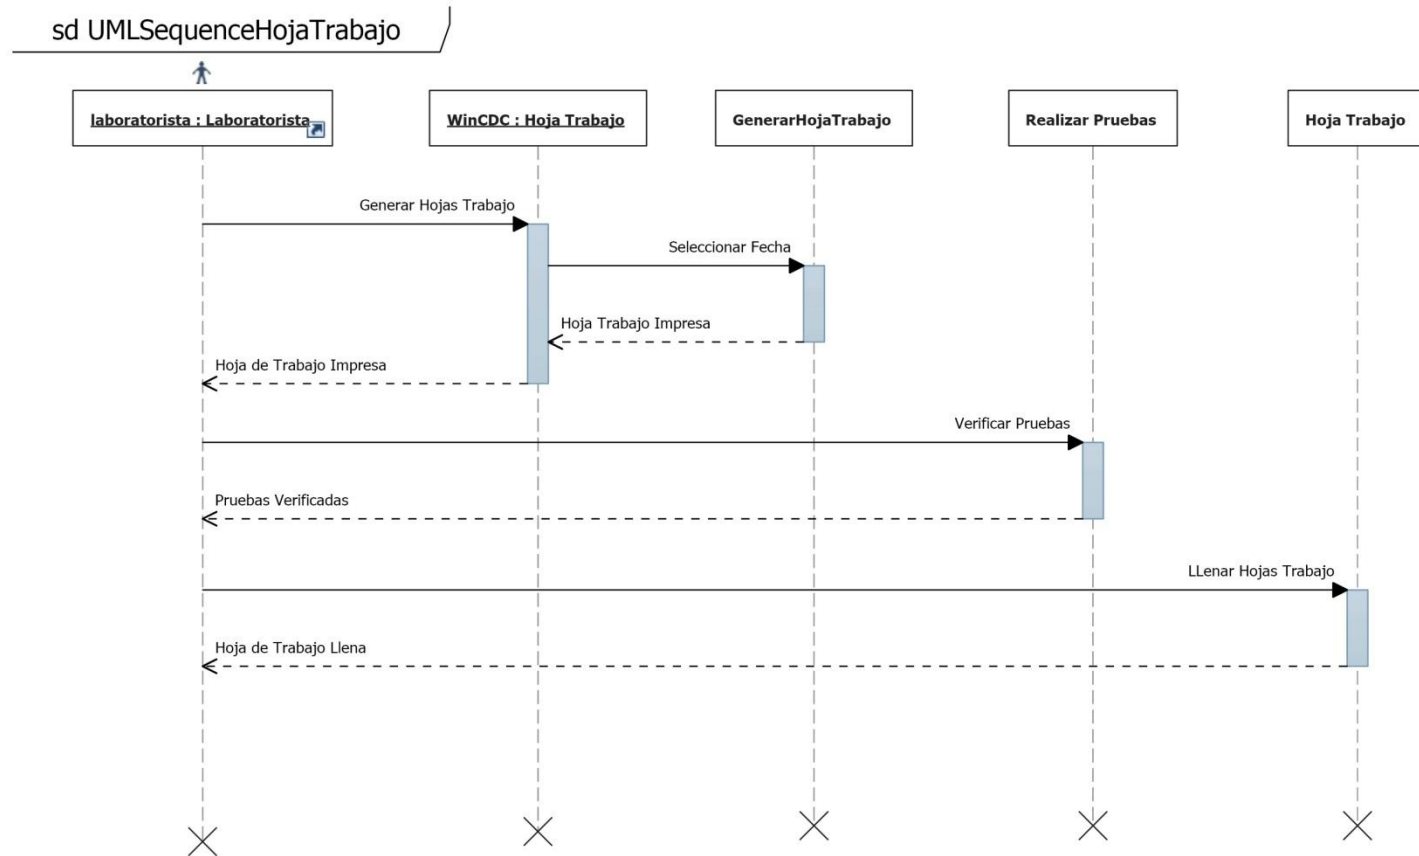 sd UMLSequenceHojaTrabajo
laboratorista : Laboratorista
WinCDC : Hoja Trabajo
GenerarHojaTrabajo
Realizar Pruebas
Hoja Trabajo
Generar Hojas Trabajo
Seleccionar Fecha
Hoja Trabajo Impresa
Hoja de Trabajo Impresa
Verificar Pruebas
Pruebas Verificadas
LLenar Hojas Trabajo
Hoja de Trabajo Llena